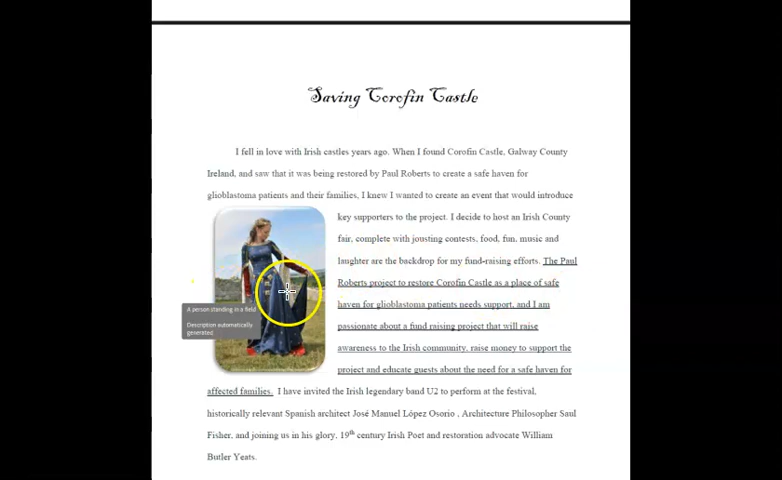 Saving Corofin Castle
I fell in love with Irish castles years ago. When I found Corofin Castle, Galway County
Ireland, and saw that it was being restored by Paul Roberts to create a safe haven for
glioblastoma patients and their families, I knew I wanted to create an event that would introduce
key supporters to the project. I decide to host an Irish County
fair, complete with jousting contests, food, fun, music and
laughter are the backdrop for my fund-raising efforts. The Paul
Roberts project to restore Corofin Castle as a place of safe
haven for glioblastoma patients needs support, and I am
passionate about a fund raising project that will raise
awareness to the Irish community, raise money to support the
project and educate guests about the need for a safe haven for
affected families. I have invited the Irish legendary band U2 to perform at the festival,
historically relevant Spanish architect José Manuel López Osorio , Architecture Philosopher Saul
Fisher, and joining us in his glory, 19th century Irish Poet and restoration advocate William
Butler Yeats.
A person standing in a field
Description automatically
generated